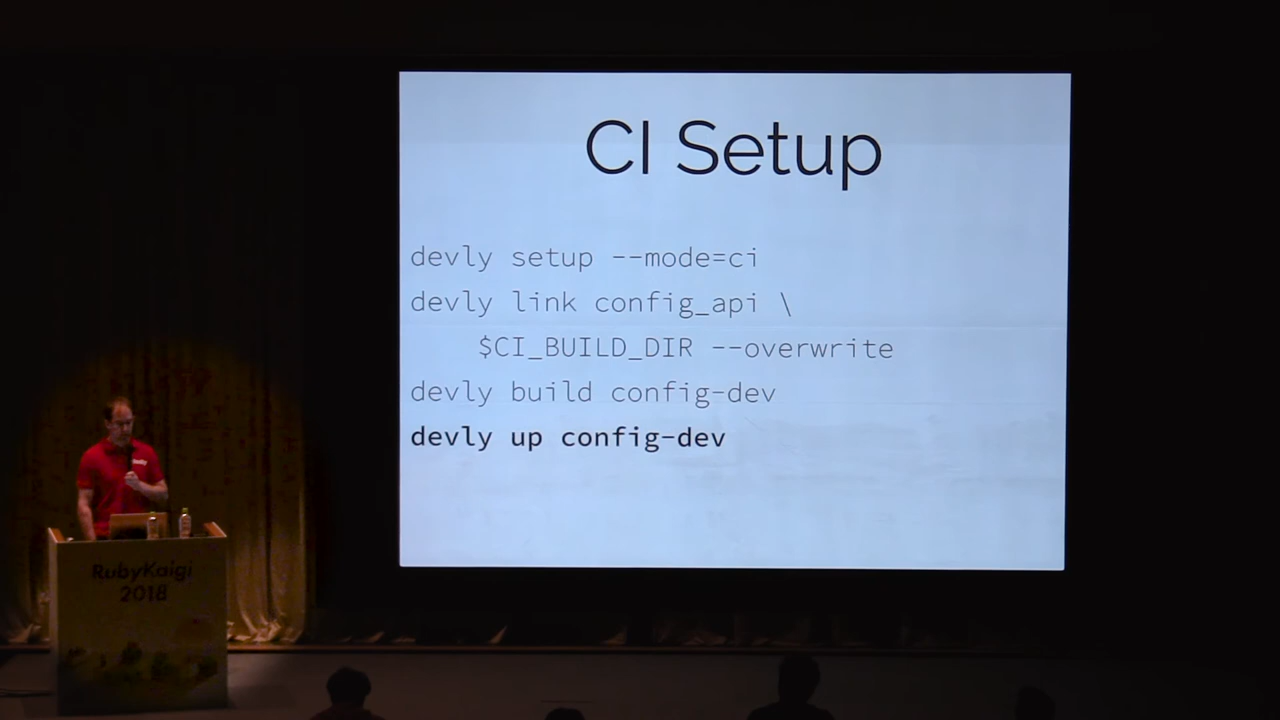 CI Setup
devly setup --mode=ci
devly link config_api \
$CI_BUILD_DIR --overwrite
devly build config-dev
devly up config-dev
RubyKaigi
2018